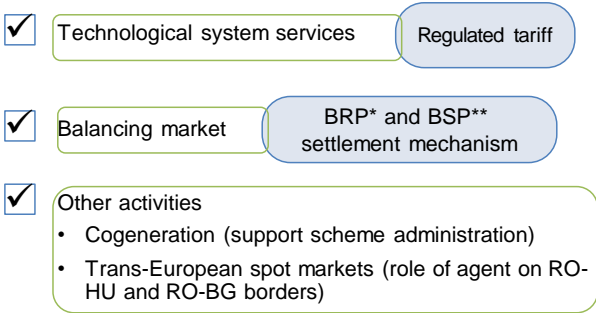 Technological system services
Regulated tariff
Balancing market
BRP* and BSP**
settlement mechanism
Other activities
• Cogeneration (support scheme administration)
• Trans-European spot markets (role of agent on RO-
HU and RO-BG borders)